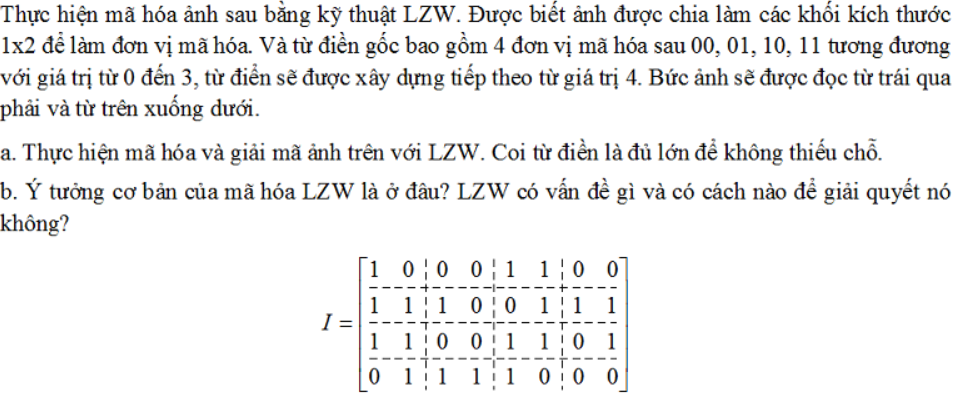 Thực hiện mã hóa ảnh sau bằng kỹ thuật LZW. Được biết ảnh được chia làm các khối kích thước
1x2 để làm đơn vị mã hóa. Và từ điển gốc bao gồm 4 đơn vị mã hóa sau 00, 01, 10, 11 tương đương
với giá trị từ 0 đến 3, từ điển sẽ được xây dựng tiếp theo từ giá trị 4. Bức ảnh sẽ được đọc từ trái qua
phải và từ trên xuống dưới.
a. Thực hiện mã hóa và giải mã ảnh trên với LZW. Coi từ điển là đủ lớn để không thiếu chỗ.
b. Ý tưởng cơ bản của mã hóa LZW là ở đâu? LZW có vấn đề gì và có cách nào để giải quyết nó
không?
1 0 0 0 1 1 0 0
1 1 1 0 0 1 1 1
I =
1 1 0 0 1 1 0 1
0 1 1 1 1 0 0 0